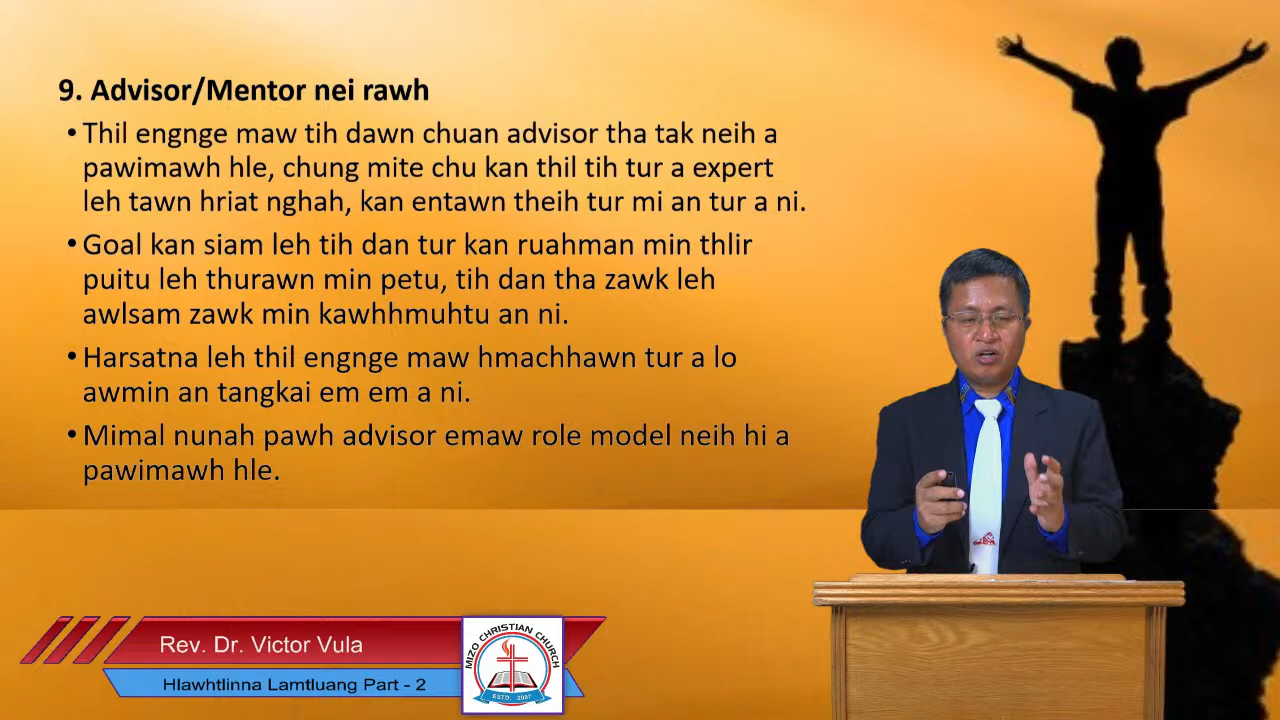 9. Advisor/Mentor nei rawh
• Thil engnge maw tih dawn chuan advisor tha tak neih a
pawimawh hle, chung mite chu kan thil tih tur a expert
leh tawn hriat nghah, kan entawn theih tur mi an tur a ni.
• Goal kan siam leh tih dan tur kan ruahman min thlir
puitu leh thurawn min petu, tih dan tha zawk leh
awlsam zawk min kawhhmuhtu an ni.
• Harsatna leh thil engnge maw hmachhawn tur a lo
awmin an tangkai em em a ni.
• Mimal nunah pawh advisor emaw role model neih hi a
pawimawh hle.
Rev. Dr. Victor Vula
Hlawhtlinna Lamtluang Part - 2
MIZO CHRISTIAN CHURCH
ESTD. -2007